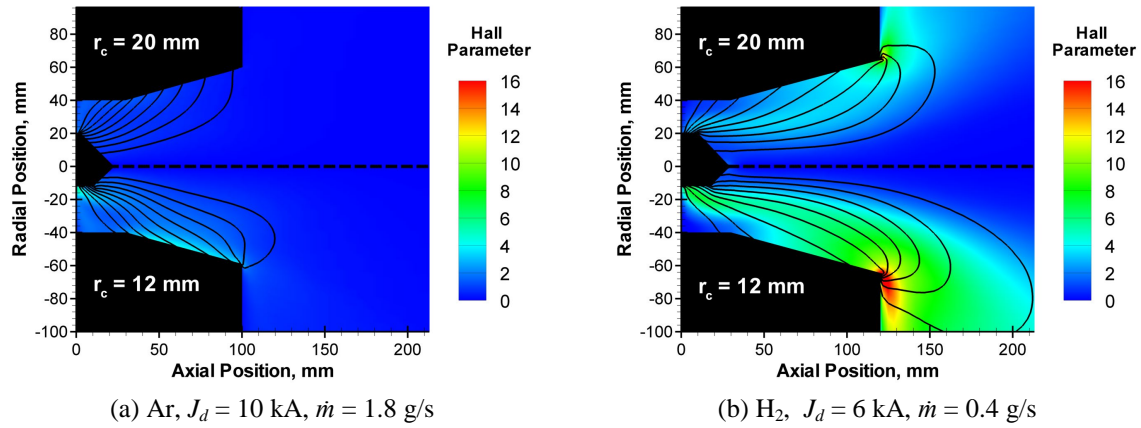 80
60
40
20
0
-20
-40
-60
-80
-100
Radial Position, mm
r_c = 20 mm
r_c = 12 mm
0 50 100 150 200
Axial Position, mm
Hall
Parameter
16
14
12
10
8
6
4
2
0
(a) Ar, J_d = 10 kA, ṁ = 1.8 g/s
80
60
40
20
0
-20
-40
-60
-80
-100
Radial Position, mm
r_c = 20 mm
r_c = 12 mm
0 50 100 150 200
Axial Position, mm
Hall
Parameter
16
14
12
10
8
6
4
2
0
(b) H₂, J_d = 6 kA, ṁ = 0.4 g/s